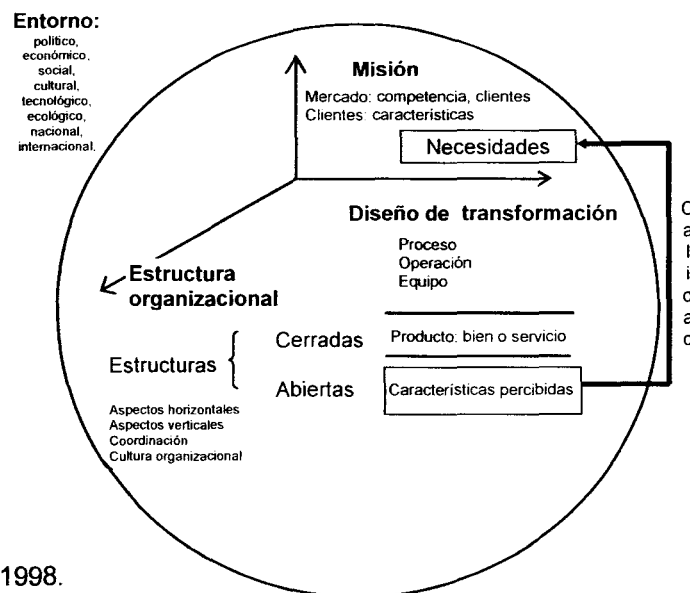 Entorno:
político,
económico,
social,
cultural,
tecnológico,
ecológico,
nacional,
internacional.
Misión
Mercado: competencia, clientes
Clientes: características
Necesidades
Diseño de transformación
Proceso
Operación
Equipo
Estructura
organizacional
Estructuras
Cerradas
Abiertas
Producto: bien o servicio
Características percibidas
Aspectos horizontales
Aspectos verticales
Coordinación
Cultura organizacional
1998.